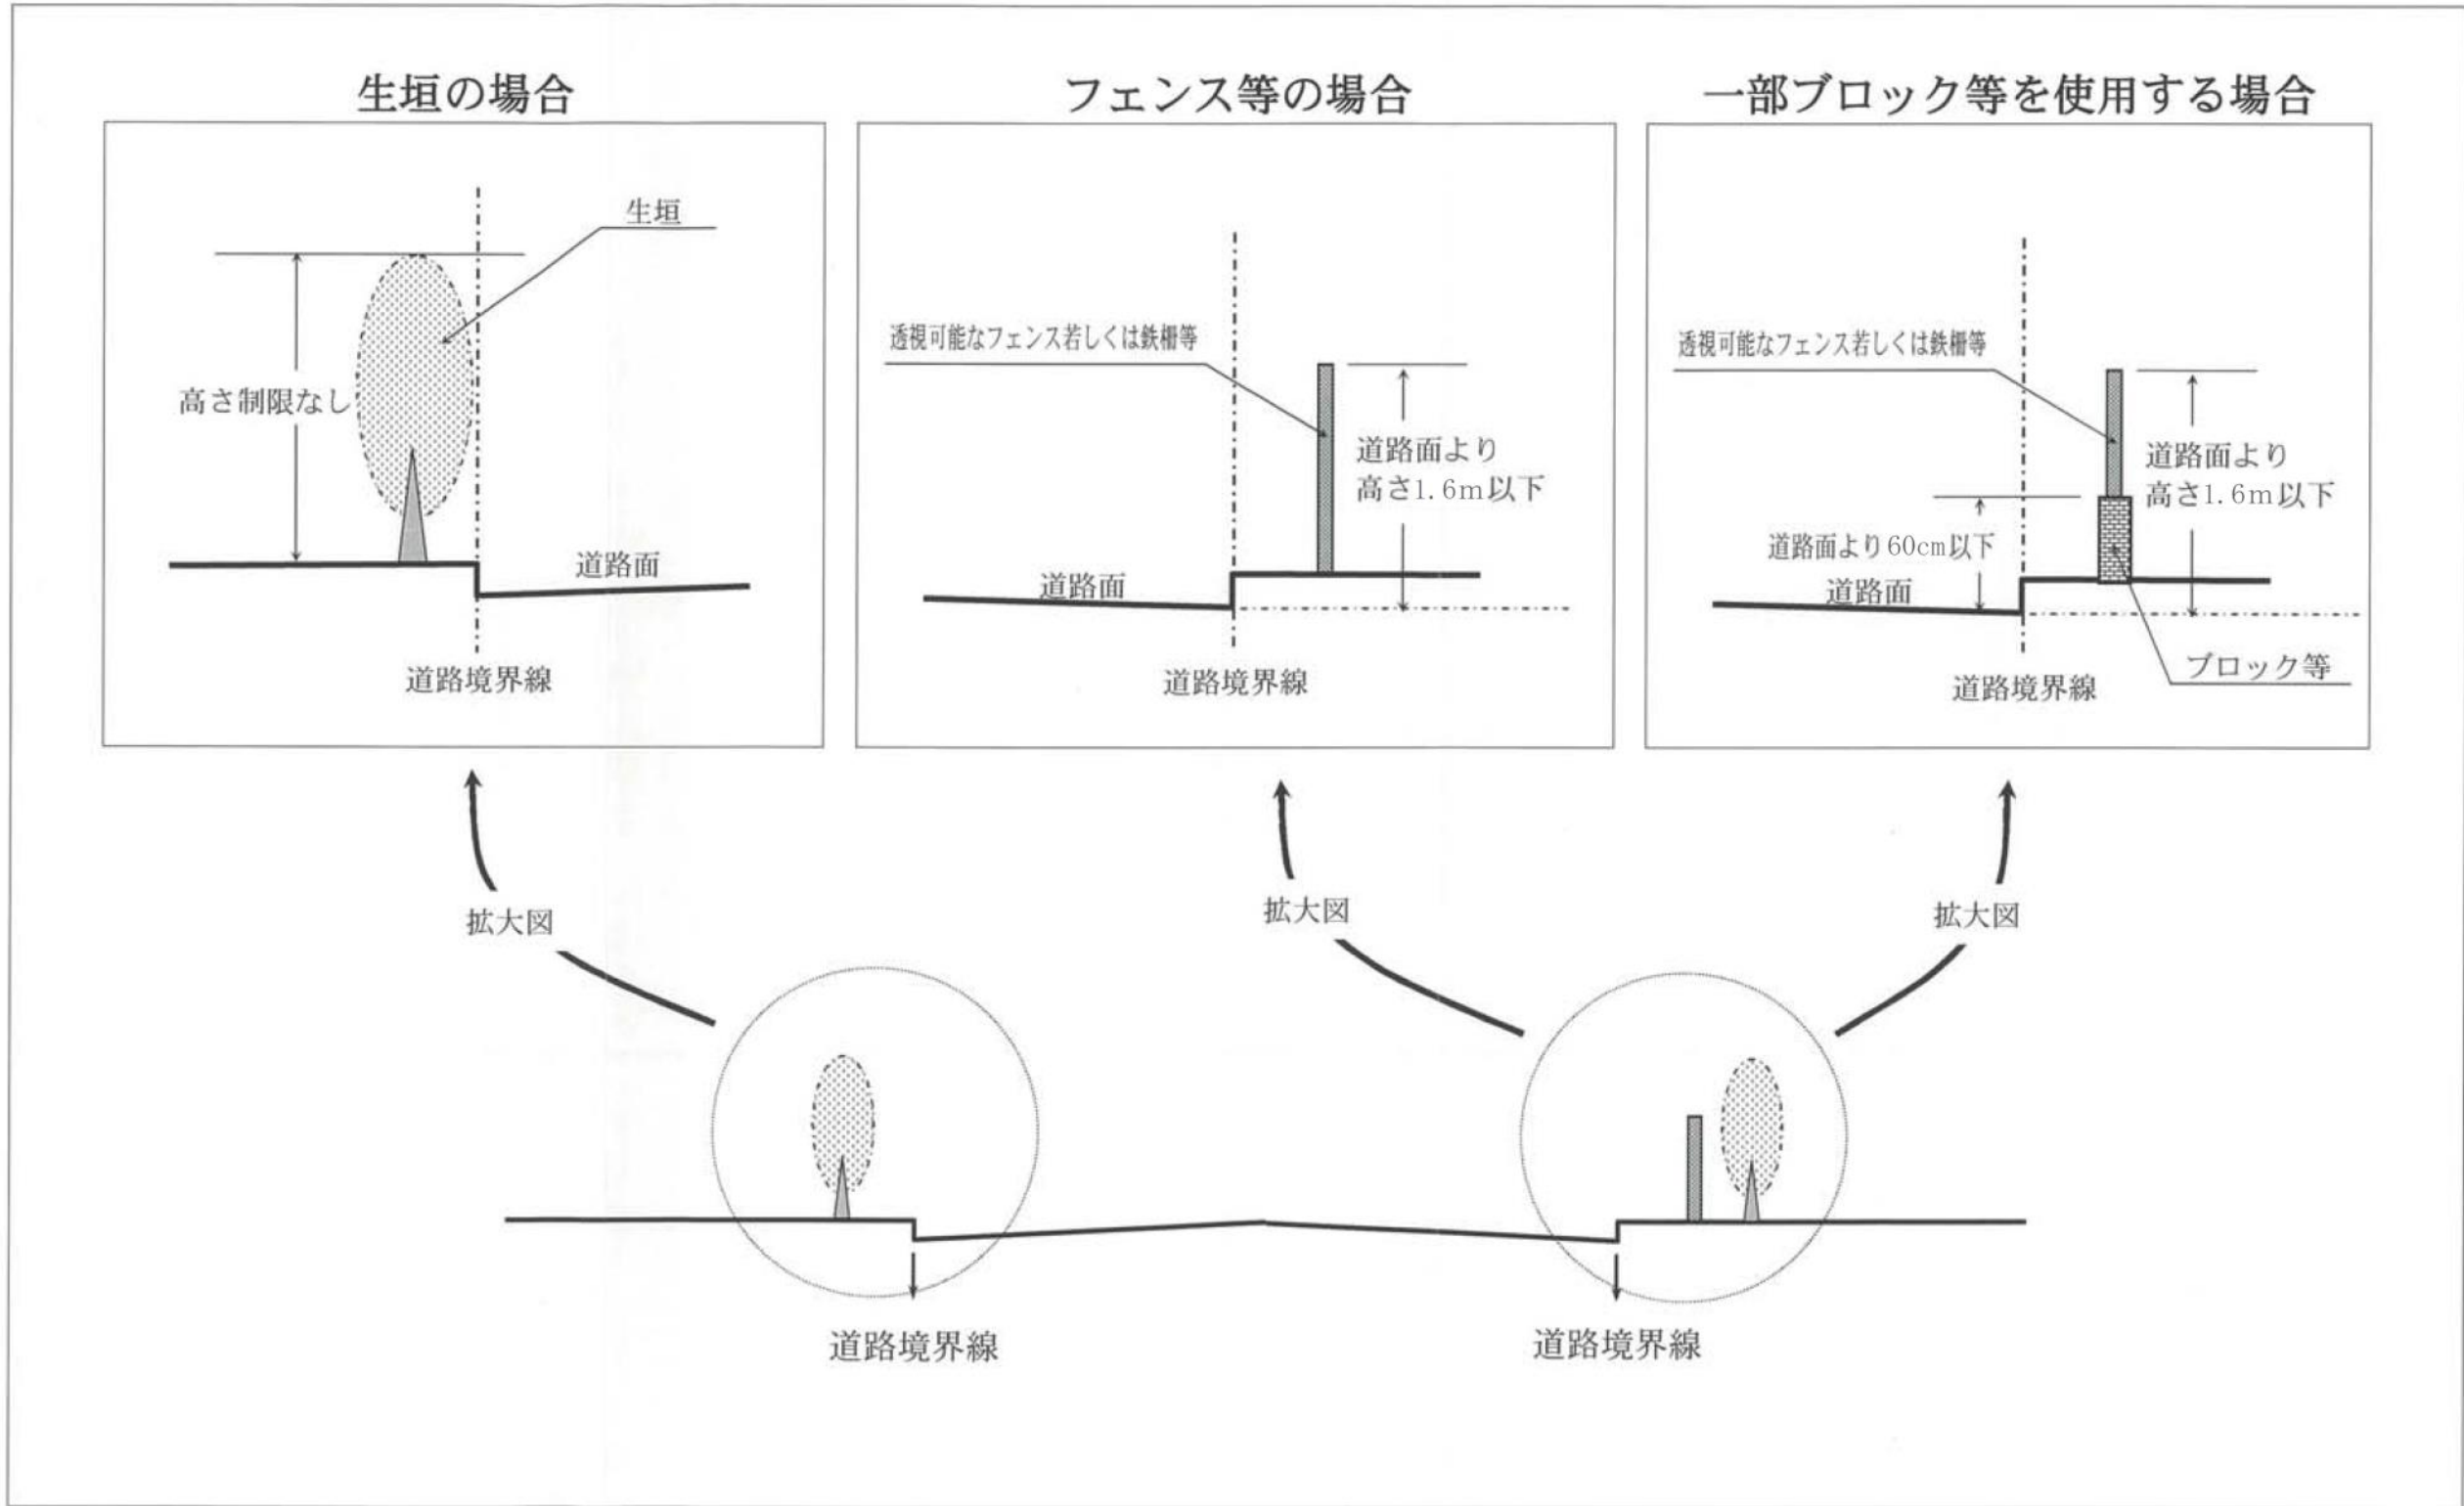 生垣の場合
生垣
高さ制限なし
道路面
道路境界線
フェンス等の場合
透視可能なフェンス若しくは鉄柵等
道路面より
高さ1.6m以下
道路面
道路境界線
一部ブロック等を使用する場合
透視可能なフェンス若しくは鉄柵等
道路面より
高さ1.6m以下
道路面より60cm以下
道路面
ブロック等
道路境界線
拡大図
拡大図
拡大図
道路境界線
道路境界線